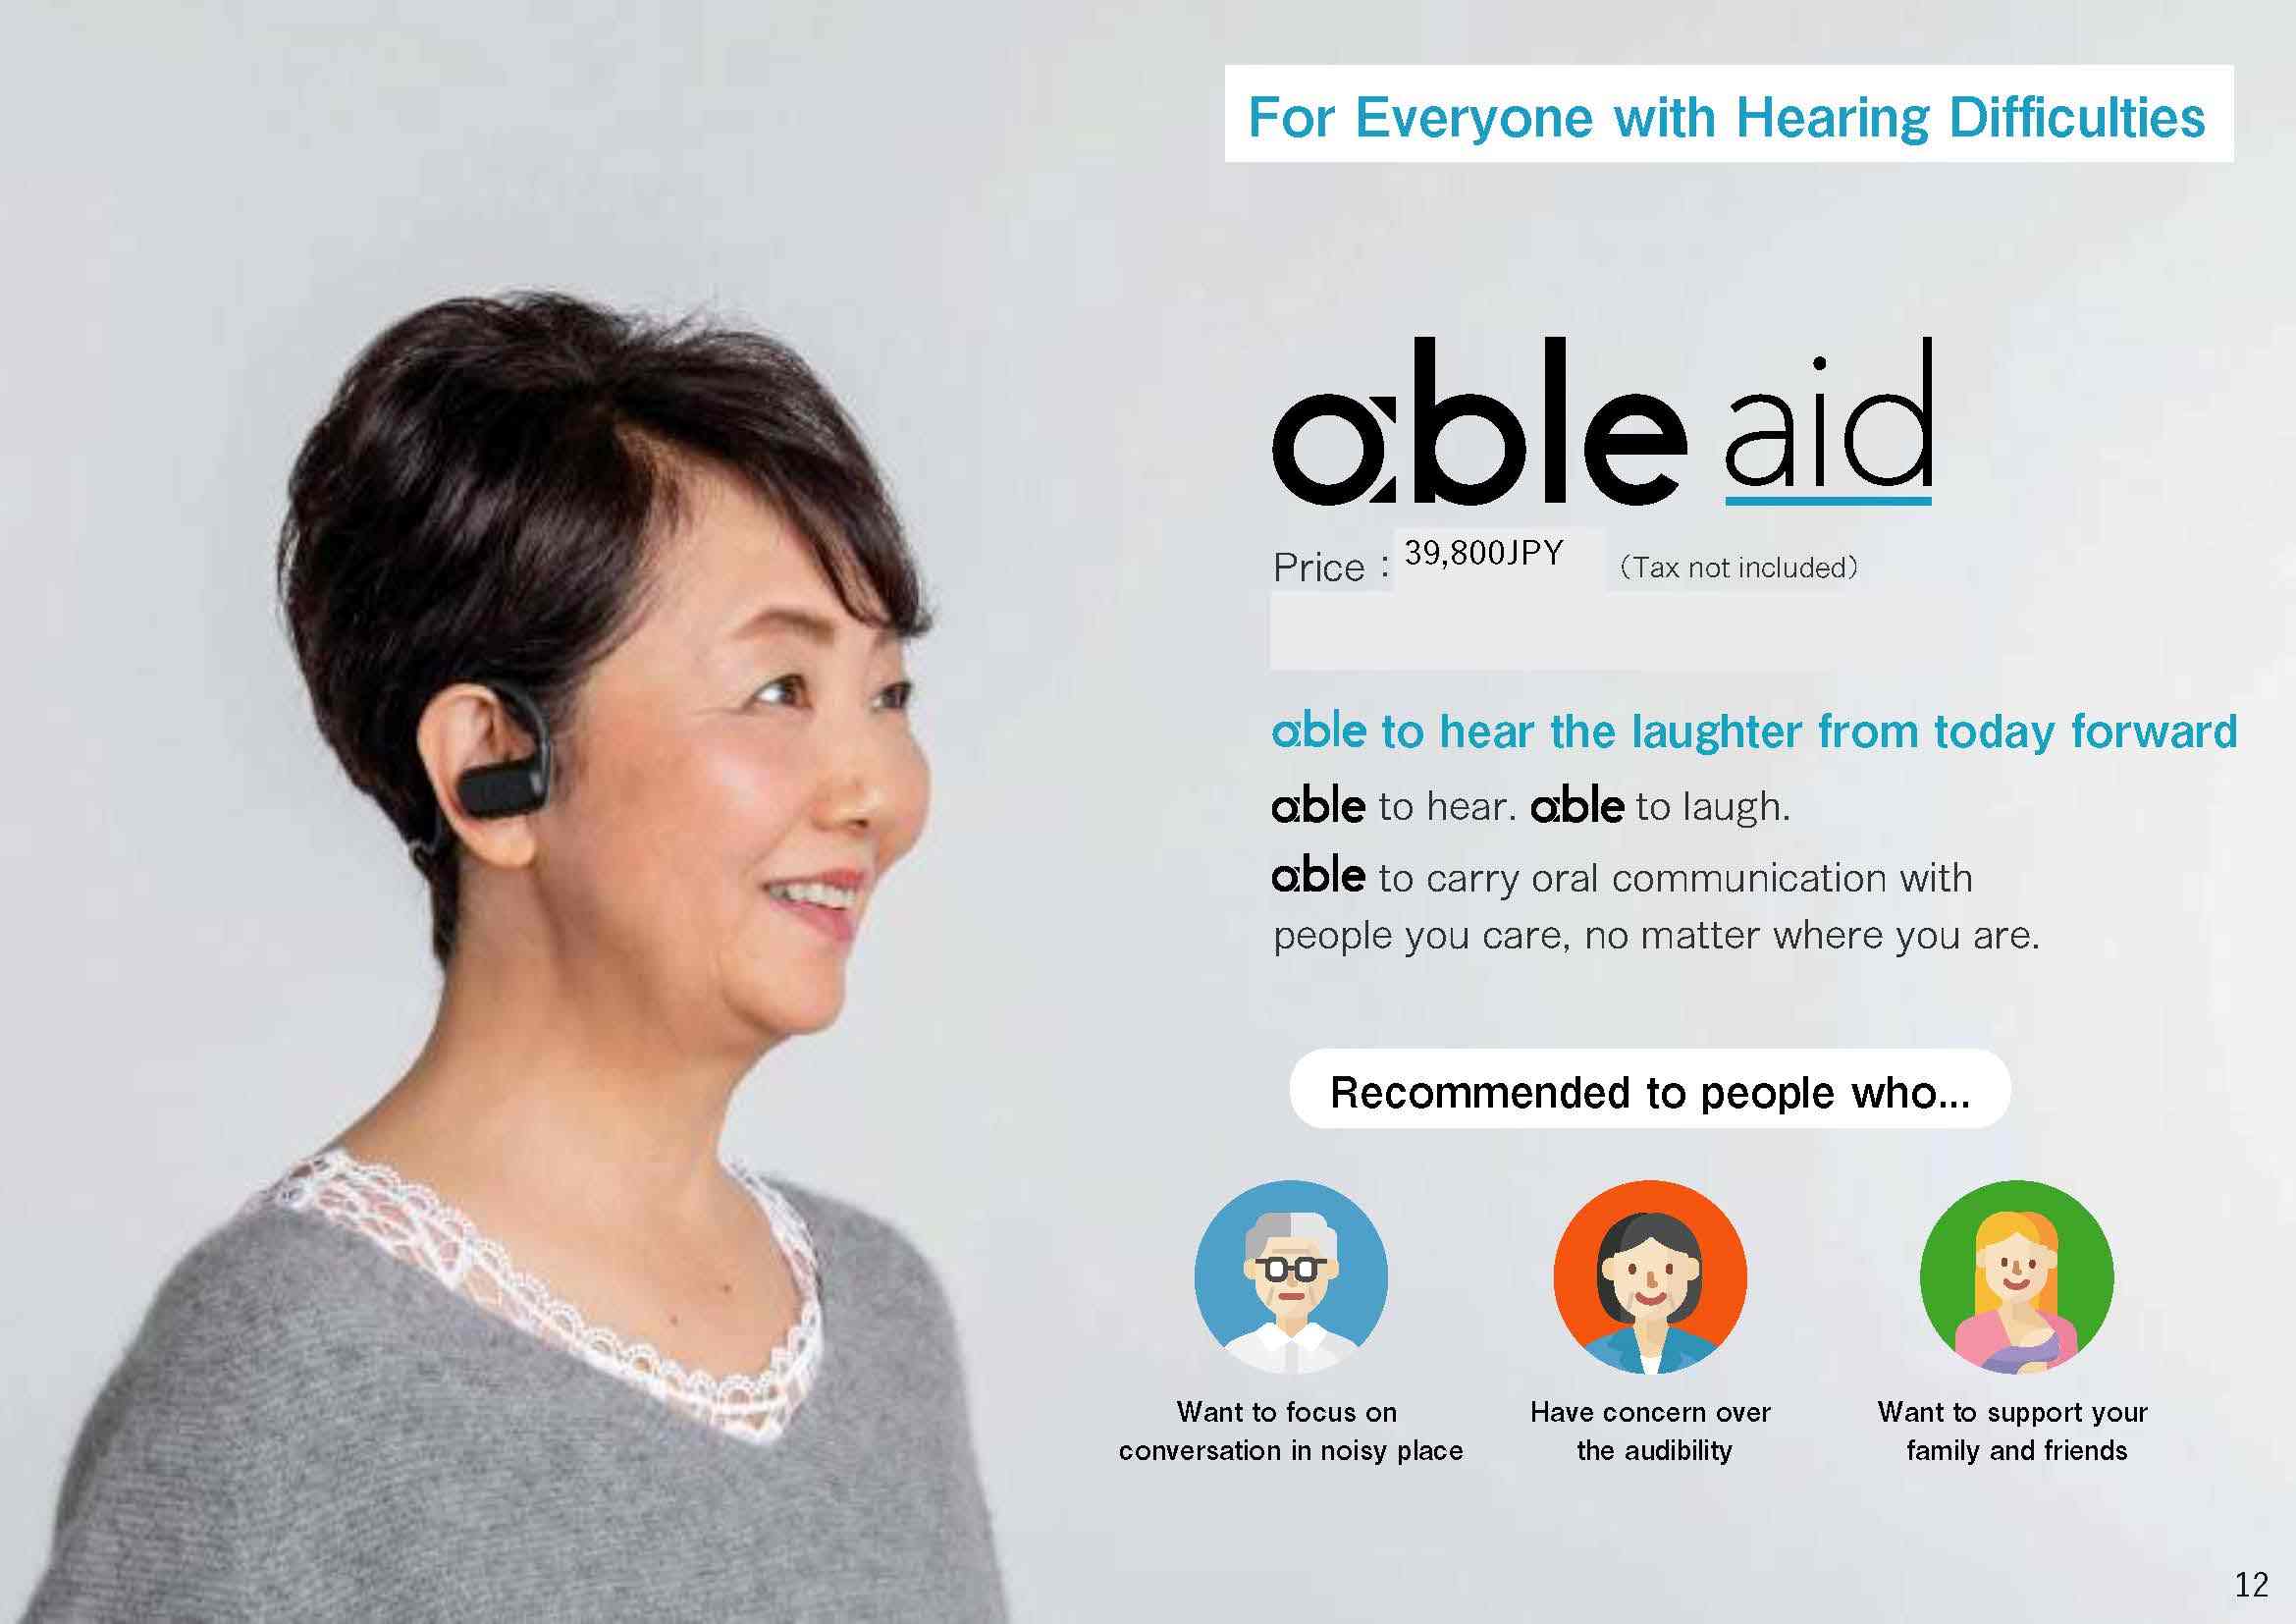 For Everyone with Hearing Difficulties
able aid
Price：39,800JPY （Tax not included）
able to hear the laughter from today forward
able to hear. able to laugh.
able to carry oral communication with
people you care, no matter where you are.
Recommended to people who...
Want to focus on
conversation in noisy place
Have concern over
the audibility
Want to support your
family and friends
12